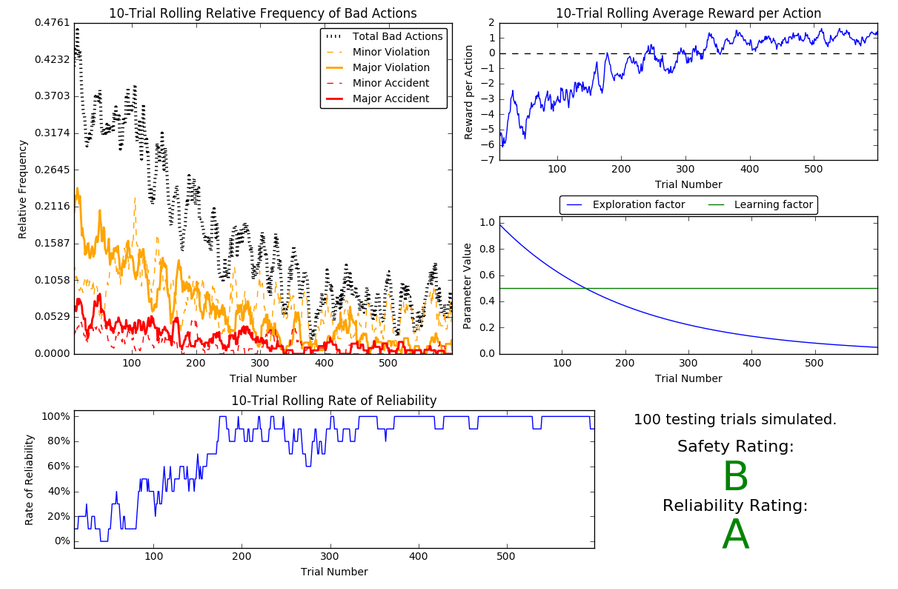 10-Trial Rolling Relative Frequency of Bad Actions
0.4761
0.4232
0.3703
0.3174
0.2645
0.2116
0.1587
0.1058
0.0529
0.0000
Relative Frequency
Total Bad Actions
Minor Violation
Major Violation
Minor Accident
Major Accident
100 200 300 400 500
Trial Number
10-Trial Rolling Average Reward per Action
2
1
0
−1
−2
−3
−4
−5
−6
−7
Reward per Action
100 200 300 400 500
Trial Number
Exploration factor Learning factor
1.0
0.8
0.6
0.4
0.2
0.0
Parameter Value
100 200 300 400 500
Trial Number
10-Trial Rolling Rate of Reliability
100%
80%
60%
40%
20%
0%
Rate of Reliability
100 200 300 400 500
Trial Number
100 testing trials simulated.
Safety Rating:
B
Reliability Rating:
A